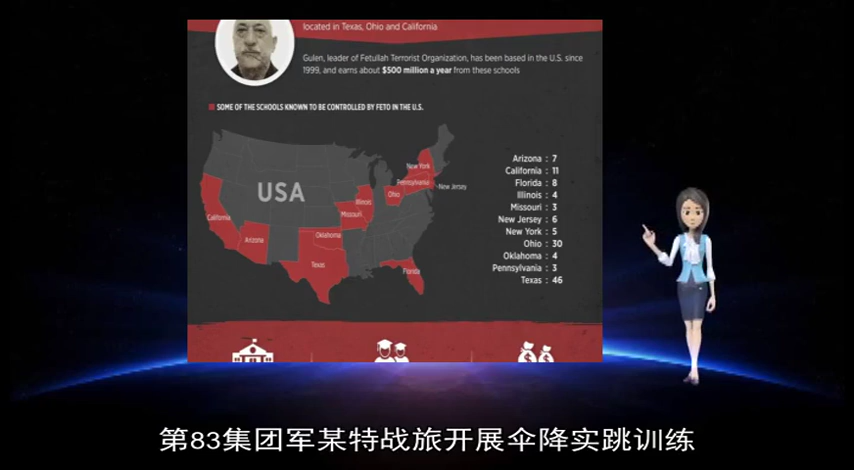 located in Texas, Ohio and California
Gulen, leader of Fetullah Terrorist Organization, has been based in the U.S. since
1999, and earns about $500 million a year from these schools
SOME OF THE SCHOOLS KNOWN TO BE CONTROLLED BY FETO IN THE U.S.
USA
California
Arizona
Texas
Oklahoma
Missouri
Illinois
Ohio
New York
Pennsylvania
New Jersey
Florida
Arizona : 7
California : 11
Florida : 8
Illinois : 4
Missouri : 3
New Jersey : 6
New York : 5
Ohio : 30
Oklahoma : 4
Pennsylvania : 3
Texas : 46
第83集团军某特战旅开展伞降实跳训练